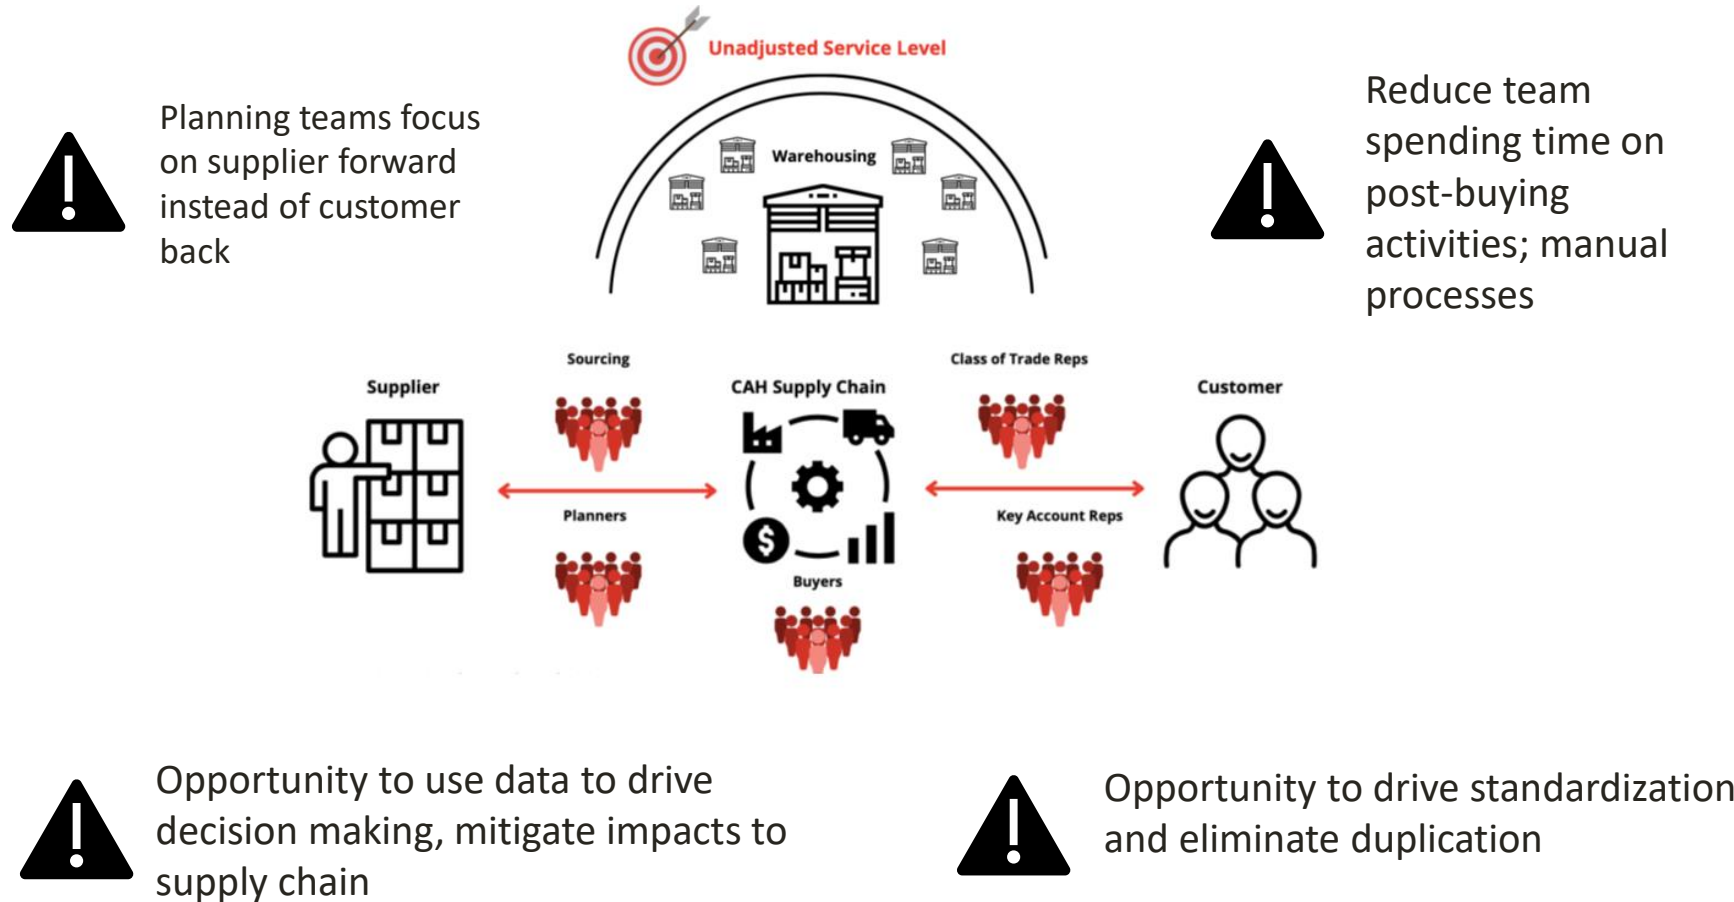 Unadjusted Service Level
Planning teams focus
on supplier forward
instead of customer
back
Warehousing
Reduce team
spending time on
post-buying
activities; manual
processes
Sourcing
Class of Trade Reps
Supplier
CAH Supply Chain
Customer
Planners
Key Account Reps
Buyers
Opportunity to use data to drive
decision making, mitigate impacts to
supply chain
Opportunity to drive standardization
and eliminate duplication